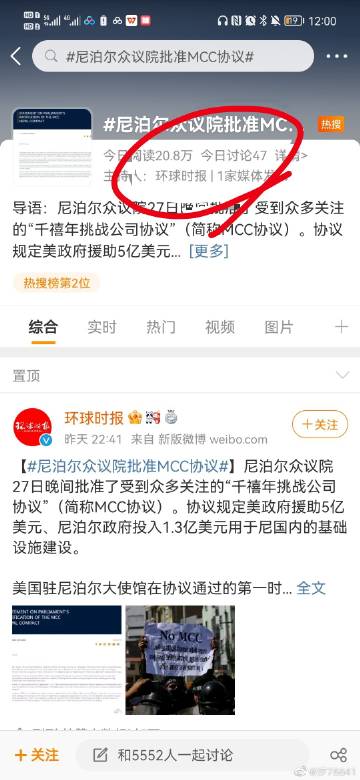 12:00
#尼泊尔众议院批准MCC协议#
#尼泊尔众议院批准MC.
热搜
今日阅读20.8万 今日讨论47 详情>
主持人：环球时报 | 1家媒体发
导语：尼泊尔众议院27日晚间批准了受到众多关注
的“千禧年挑战公司协议”（简称MCC协议）。协议
规定美政府援助5亿美元... [更多]
热搜榜第2位
综合 实时 热门 视频 图片
置顶
环球时报
+关注
昨天 22:41 来自 新版微博 weibo.com
【#尼泊尔众议院批准MCC协议#】尼泊尔众议院
27日晚间批准了受到众多关注的“千禧年挑战公司
协议”（简称MCC协议）。协议规定美政府援助5亿
美元、尼泊尔政府投入1.3亿美元用于尼国内的基础
设施建设。
美国驻尼泊尔大使馆在协议通过的第一时... 全文
No MCC
+关注
和5552人一起讨论